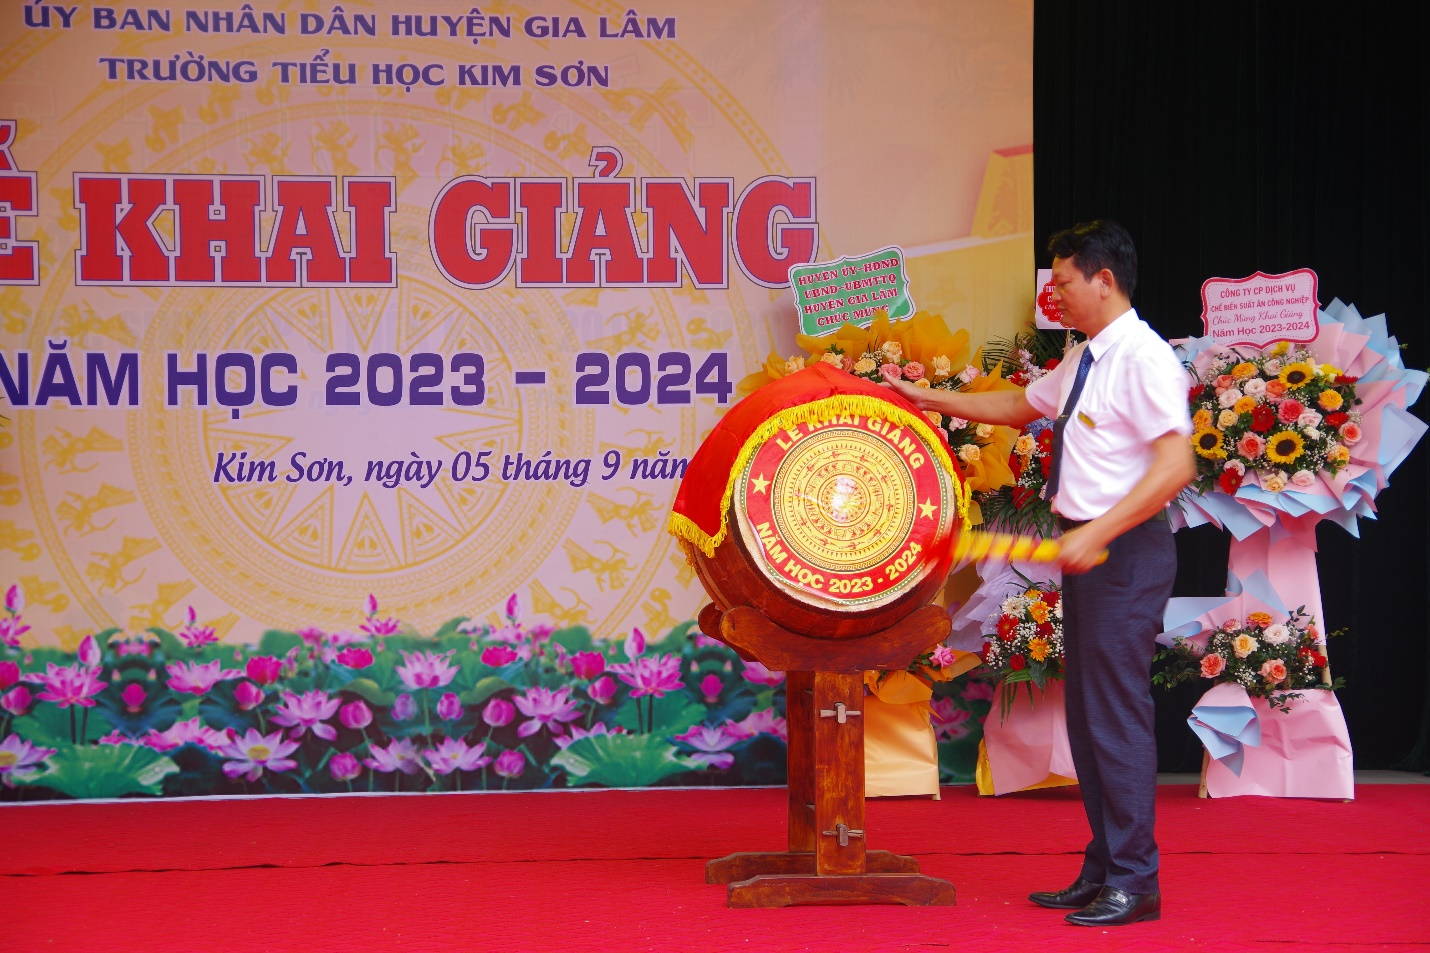 ỦY BAN NHÂN DÂN HUYỆN GIA LÂM
TRƯỜNG TIỂU HỌC KIM SƠN
KHAI GIẢNG
NĂM HỌC 2023 - 2024
Kim Sơn, ngày 05 tháng 9 năm
HUYỆN ỦY-HĐND
UBND-UBMTTQ
HUYỆN GIA LÂM
CHÚC MỪNG
CÔNG TY CP DỊCH VỤ
CHẾ BIẾN SUẤT ĂN CÔNG NGHIỆP
Chúc Mừng Khai Giảng
Năm Học 2023-2024
LỄ KHAI GIẢNG
NĂM HỌC 2023 - 2024